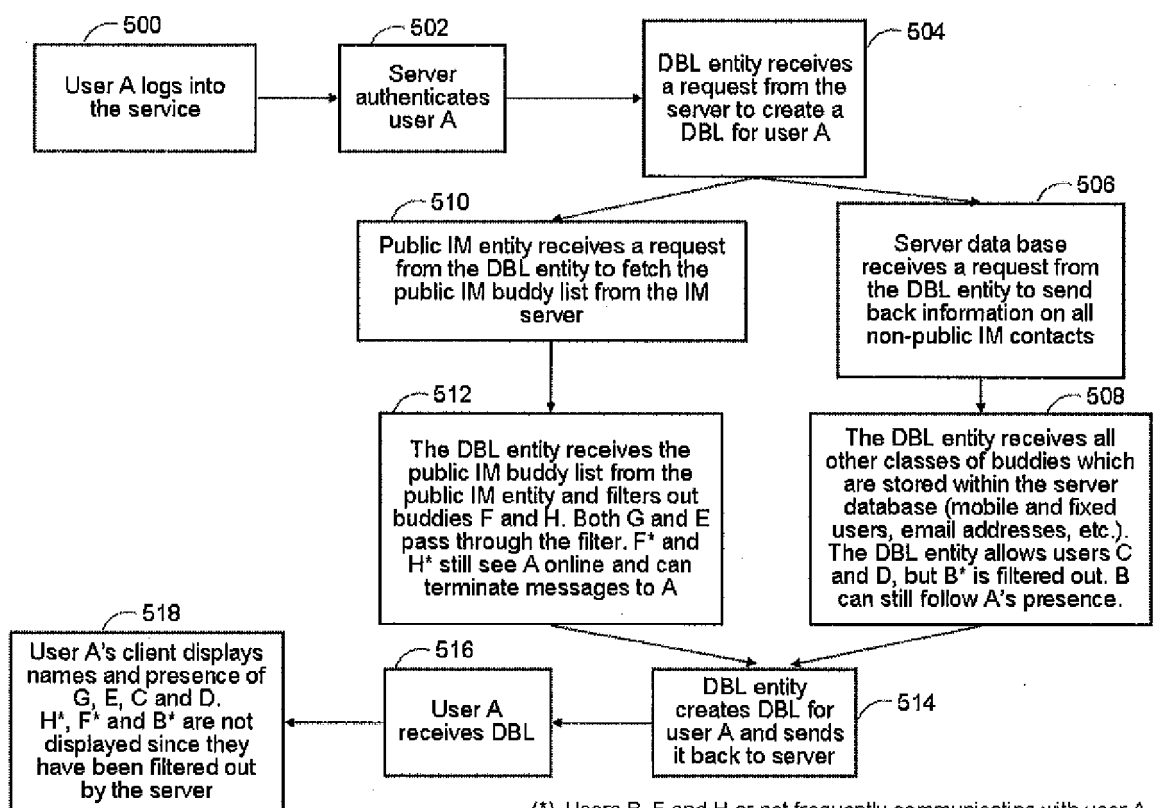 500
User A logs into
the service
502
Server
authenticates
user A
504
DBL entity receives
a request from the
server to create a
DBL for user A
510
Public IM entity receives a request
from the DBL entity to fetch the
public IM buddy list from the IM
server
506
Server data base
receives a request from
the DBL entity to send
back information on all
non-public IM contacts
512
The DBL entity receives the
public IM buddy list from the
public IM entity and filters out
buddies F and H. Both G and E
pass through the filter. F* and
H* still see A online and can
terminate messages to A
508
The DBL entity receives all
other classes of buddies which
are stored within the server
database (mobile and fixed
users, email addresses, etc.).
The DBL entity allows users C
and D, but B* is filtered out. B
can still follow A's presence.
518
User A's client displays
names and presence of
G, E, C and D.
H*, F* and B* are not
displayed since they
have been filtered out
by the server
516
User A
receives DBL
514
DBL entity
creates DBL for
user A and sends
it back to server
(*) Users B, F and H or not frequently communicating with user A